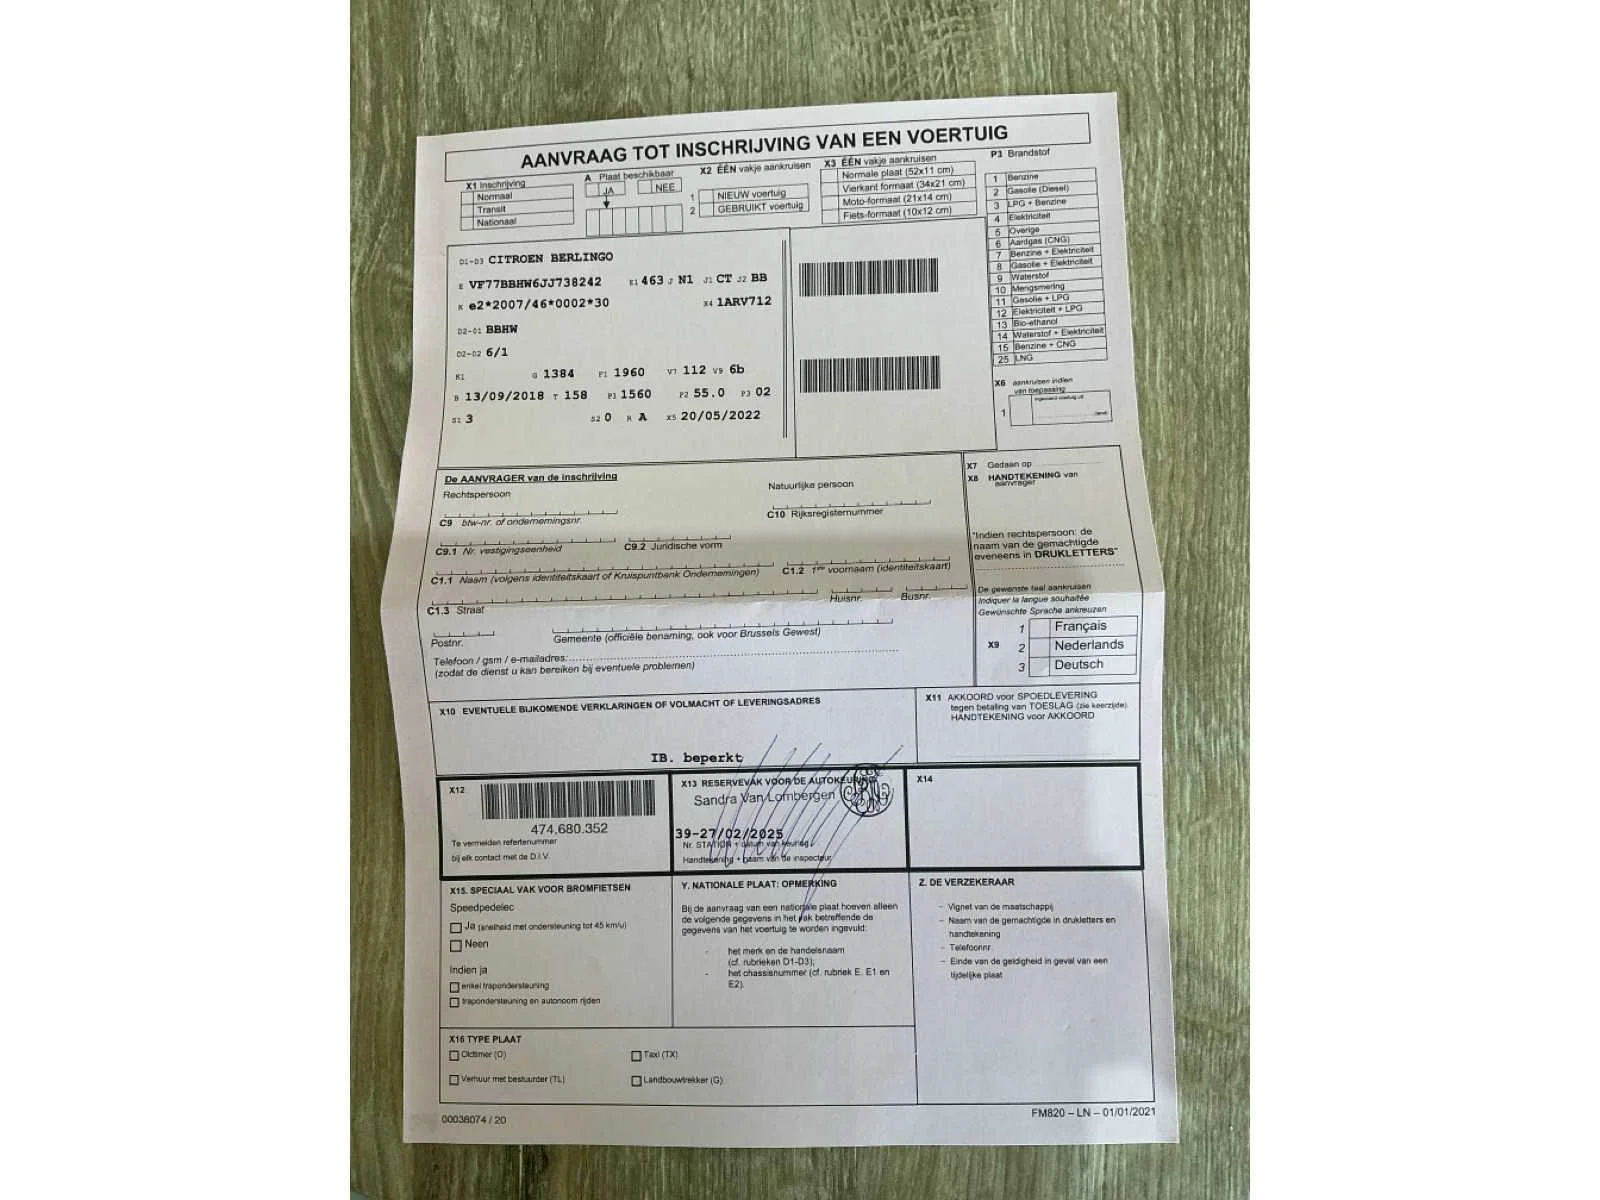 AANVRAAG TOT INSCHRIJVING VAN EEN VOERTUIG
X1 Inschrijving
Normaal
Transit
Nationaal
A Plaat beschikbaar
JA NEE
X2 ÉÉN vakje aankruisen
1 NIEUW voertuig
2 GEBRUIKT voertuig
X3 ÉÉN vakje aankruisen
Normale plaat (52x11 cm)
Vierkant formaat (34x21 cm)
Moto-formaat (21x14 cm)
Fiets-formaat (10x12 cm)
P3 Brandstof
1 Benzine
2 Gasolie (Diesel)
3 LPG + Benzine
4 Elektriciteit
5 Overige
6 Aardgas (CNG)
7 Benzine + Elektriciteit
8 Gasolie + Elektriciteit
9 Waterstof
10 Mengsmering
11 Gasolie + LPG
12 Elektriciteit + LPG
13 Bio-ethanol
14 Waterstof + Elektriciteit
15 Benzine + CNG
25 LNG
X6 aankruisen indien
van toepassing
1
D1-D3 CITROEN BERLINGO
E VF77BBHW6JJ738242 E1 463 J N1 J1 CT J2 BB
K e2*2007/46*0002*30 X4 1ARV712
D2-01 BBHW
D2-02 6/1
K1 G 1384 F1 1960 V7 112 V9 6b
B 13/09/2018 T 158 P1 1560 P2 55.0 P3 02
S1 3 S2 0 R A X5 20/05/2022
De AANVRAGER van de inschrijving
Rechtspersoon
Natuurlijke persoon
C9 btw-nr. of ondernemingsnr.
C10 Rijksregisternummer
C9.1 Nr. vestigingseenheid
C9.2 Juridische vorm
C1.1 Naam (volgens identiteitskaart of Kruispuntbank Ondernemingen)
C1.2 1ste voornaam (identiteitskaart)
C1.3 Straat
Huisnr. Busnr.
Postnr.
Gemeente (officiële benaming, ook voor Brussels Gewest)
Telefoon / gsm / e-mailadres:
(zodat de dienst u kan bereiken bij eventuele problemen)
X7 Gedaan op
X8 HANDTEKENING van
aanvrager
"Indien rechtspersoon: de
naam van de gemachtigde
eveneens in DRUKLETTERS"
De gewenste taal aankruisen
Indiquer la langue souhaitée
Gewünschte Sprache ankreuzen
X9
1 Français
2 Nederlands
3 Deutsch
X10 EVENTUELE BIJKOMENDE VERKLARINGEN OF VOLMACHT OF LEVERINGSADRES
IB. beperkt
X11 AKKOORD voor SPOEDLEVERING
tegen betaling van TOESLAG (zie keerzijde).
HANDTEKENING voor AKKOORD
X12
474.680.352
Te vermelden refertenummer
bij elk contact met de D.I.V.
X13 RESERVEVAK VOOR DE AUTOKEURING
Sandra Van Lombergen
39-27/02/2025
Nr. STATION + datum van keuring
Handtekening + naam van de inspecteur
X14
X15. SPECIAAL VAK VOOR BROMFIETSEN
Speedpedelec
Ja (snelheid met ondersteuning tot 45 km/u)
Neen
Indien ja
enkel trapondersteuning
trapondersteuning en autonoom rijden
Y. NATIONALE PLAAT: OPMERKING
Bij de aanvraag van een nationale plaat hoeven alleen
de volgende gegevens in het vak betreffende de
gegevens van het voertuig te worden ingevuld:
- het merk en de handelsnaam
(cf. rubrieken D1-D3);
- het chassisnummer (cf. rubriek E. E1 en
E2).
Z. DE VERZEKERAAR
- Vignet van de maatschappij
- Naam van de gemachtigde in drukletters en
handtekening
- Telefoonnr.
- Einde van de geldigheid in geval van een
tijdelijke plaat
X16 TYPE PLAAT
Oldtimer (O)
Taxi (TX)
Verhuur met bestuurder (TL)
Landbouwtrekker (G)
00038074 / 20
FM820 – LN – 01/01/2021